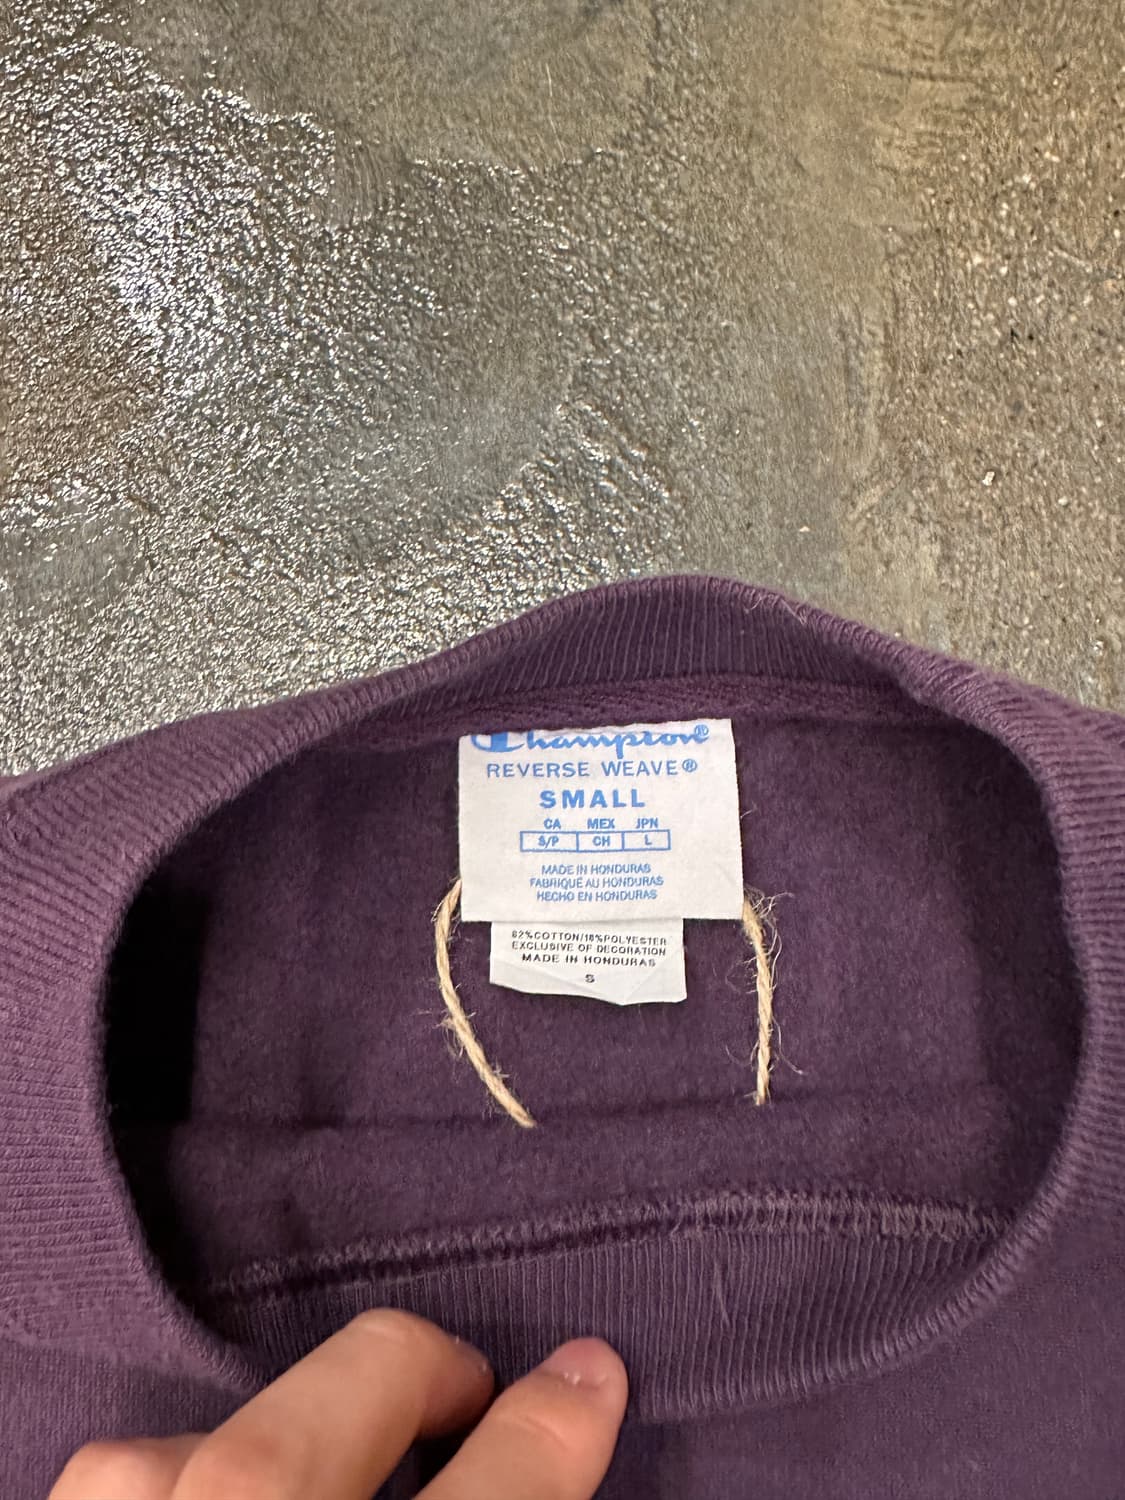 Champion®
REVERSE WEAVE®
SMALL
CA MEX JPN
S/P CH L
MADE IN HONDURAS
FABRIQUÉ AU HONDURAS
HECHO EN HONDURAS
82%COTTON/18%POLYESTER
EXCLUSIVE OF DECORATION
MADE IN HONDURAS
S